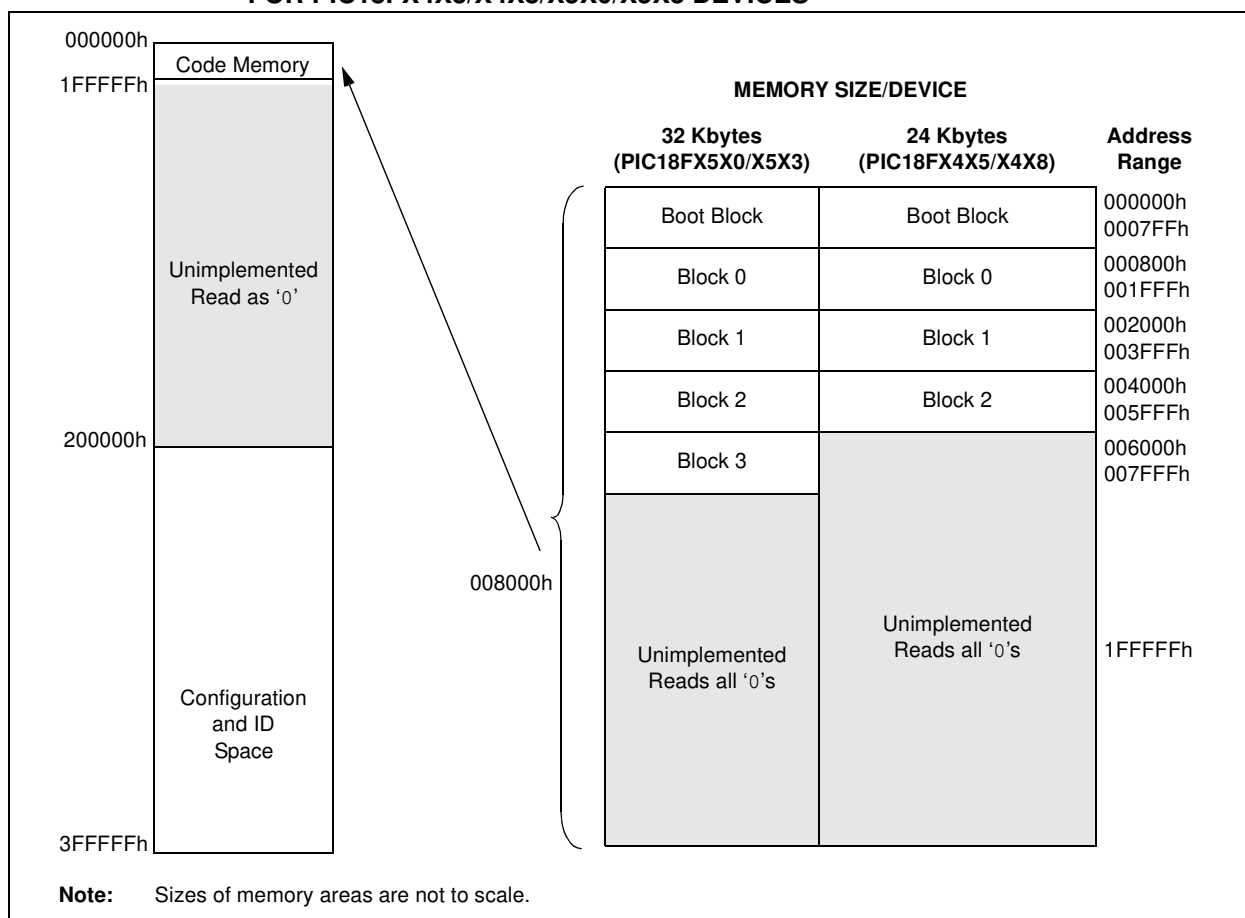 000000h
Code Memory
1FFFFFh
Unimplemented
Read as ‘0’
200000h
Configuration
and ID
Space
3FFFFFh
008000h
MEMORY SIZE/DEVICE
32 Kbytes
(PIC18FX5X0/X5X3)
24 Kbytes
(PIC18FX4X5/X4X8)
Address
Range
Boot Block
Boot Block
000000h
0007FFh
Block 0
Block 0
000800h
001FFFh
Block 1
Block 1
002000h
003FFFh
Block 2
Block 2
004000h
005FFFh
Block 3
006000h
007FFFh
Unimplemented
Reads all ‘0’s
Unimplemented
Reads all ‘0’s
1FFFFFh
Note: Sizes of memory areas are not to scale.